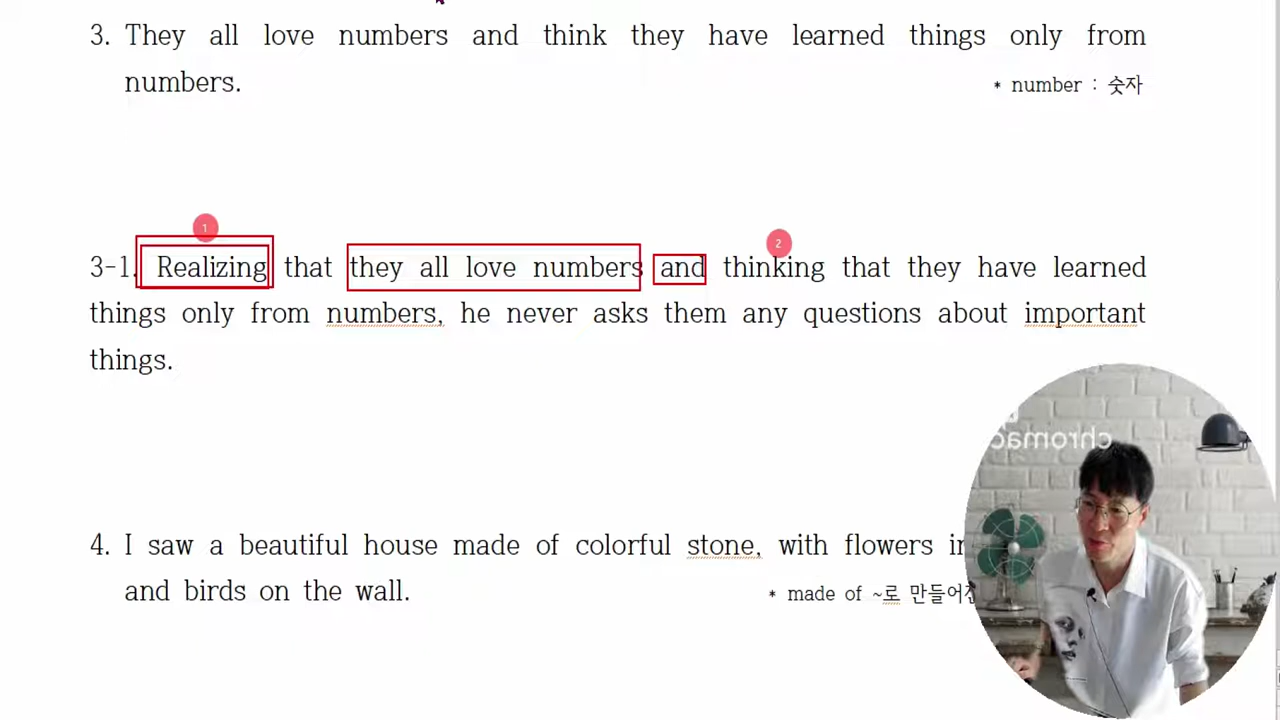 3. They all love numbers and think they have learned things only from
numbers.
* number : 숫자
1
2
3-1. Realizing that they all love numbers and thinking that they have learned
things only from numbers, he never asks them any questions about important
things.
4. I saw a beautiful house made of colorful stone, with flowers
and birds on the wall.
* made of ~로
chromac